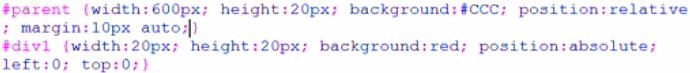 #parent {width:600px; height:20px; background:#CCC; position:relative
; margin:10px auto;}
#div1 {width:20px; height:20px; background:red; position:absolute;
left:0; top:0;}